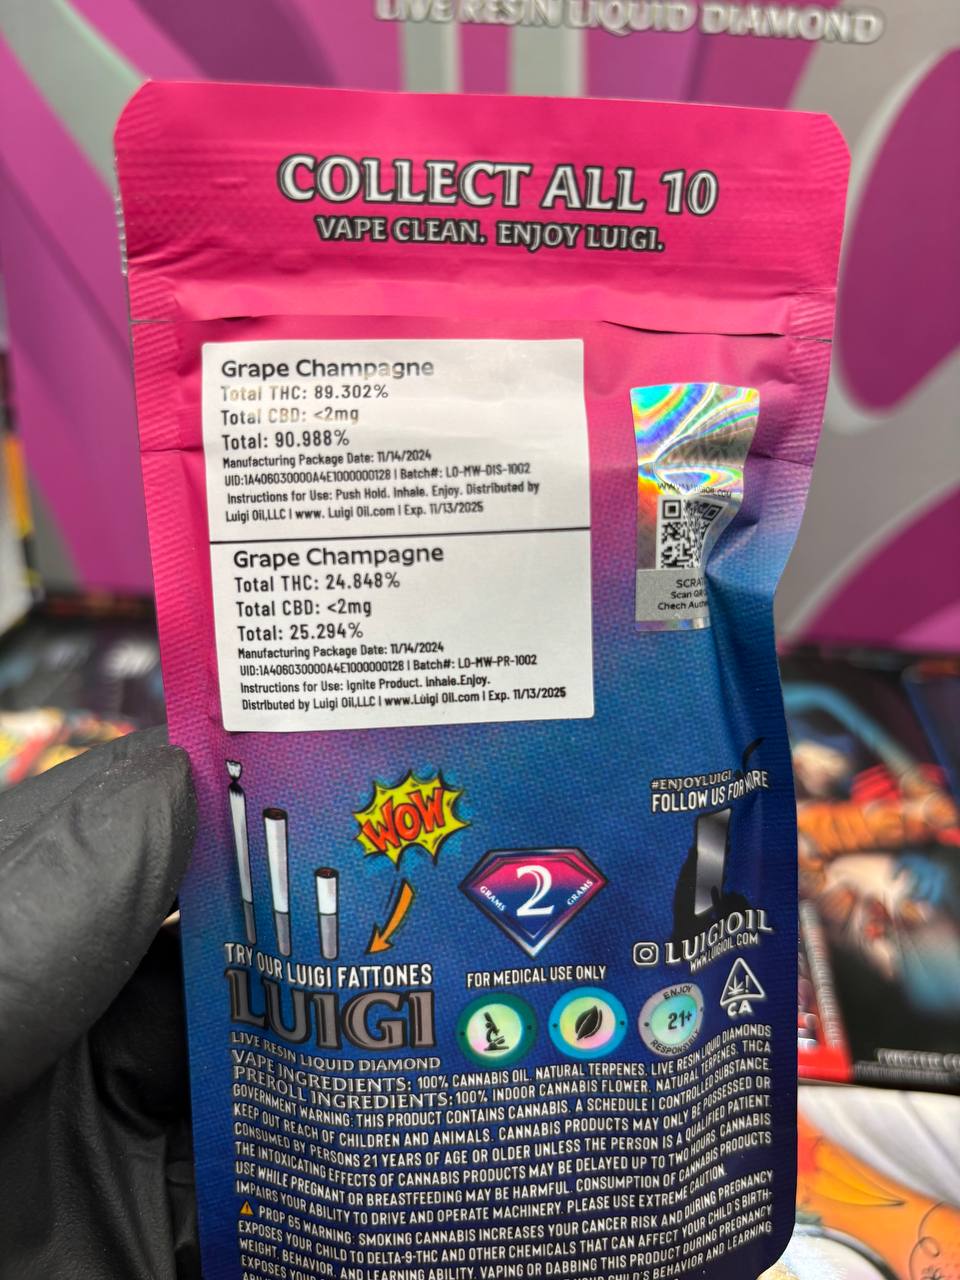 LIVE RESIN LIQUID DIAMOND
COLLECT ALL 10
VAPE CLEAN. ENJOY LUIGI.
Grape Champagne
Total THC: 89.302%
Total CBD: <2mg
Total: 90.988%
Manufacturing Package Date: 11/14/2024
UID:1A406030000A4E1000000128 | Batch#: LO-MW-DIS-1002
Instructions for Use: Push Hold. Inhale. Enjoy. Distributed by
Luigi Oil,LLC | www. Luigi Oil.com | Exp. 11/13/2025
Grape Champagne
Total THC: 24.848%
Total CBD: <2mg
Total: 25.294%
Manufacturing Package Date: 11/14/2024
UID:1A406030000A4E1000000128 | Batch#: LO-MW-PR-1002
Instructions for Use: Ignite Product. Inhale.Enjoy.
Distributed by Luigi Oil,LLC | www.Luigi Oil.com | Exp. 11/13/2025
Scan
Chech
WOW
#ENJOYLUIGI
FOLLOW US FOR MORE
GRAMS 2 GRAMS
LUIGIOIL
WWW.LUIGIOIL.COM
TRY OUR LUIGI FATTONES
FOR MEDICAL USE ONLY
LUIGI
LIVE RESIN LIQUID DIAMOND
ENJOY
21+
RESPONSIBLY
CA
VAPE INGREDIENTS: 100% CANNABIS OIL, NATURAL TERPENES, LIVE RESIN LIQUID DIAMONDS
PREROLL INGREDIENTS: 100% INDOOR CANNABIS FLOWER, NATURAL TERPENES, THCA
GOVERNMENT WARNING: THIS PRODUCT CONTAINS CANNABIS, A SCHEDULE I CONTROLLED SUBSTANCE.
KEEP OUT REACH OF CHILDREN AND ANIMALS. CANNABIS PRODUCTS MAY ONLY BE POSSESSED OR
CONSUMED BY PERSONS 21 YEARS OF AGE OR OLDER UNLESS THE PERSON IS A QUALIFIED PATIENT.
THE INTOXICATING EFFECTS OF CANNABIS PRODUCTS MAY BE DELAYED UP TO TWO HOURS. CANNABIS
USE WHILE PREGNANT OR BREASTFEEDING MAY BE HARMFUL. CONSUMPTION OF CANNABIS PRODUCTS
IMPAIRS YOUR ABILITY TO DRIVE AND OPERATE MACHINERY. PLEASE USE EXTREME CAUTION.
PROP 65 WARNING: SMOKING CANNABIS INCREASES YOUR CANCER RISK AND DURING PREGNANCY
EXPOSES YOUR CHILD TO DELTA-9-THC AND OTHER CHEMICALS THAT CAN AFFECT YOUR CHILD'S BIRTH-
WEIGHT, BEHAVIOR, AND LEARNING ABILITY. VAPING OR DABBING THIS PRODUCT DURING PREGNANCY
EXPOSES YOUR CHILD'S BEHAVIOR AND LEARNING